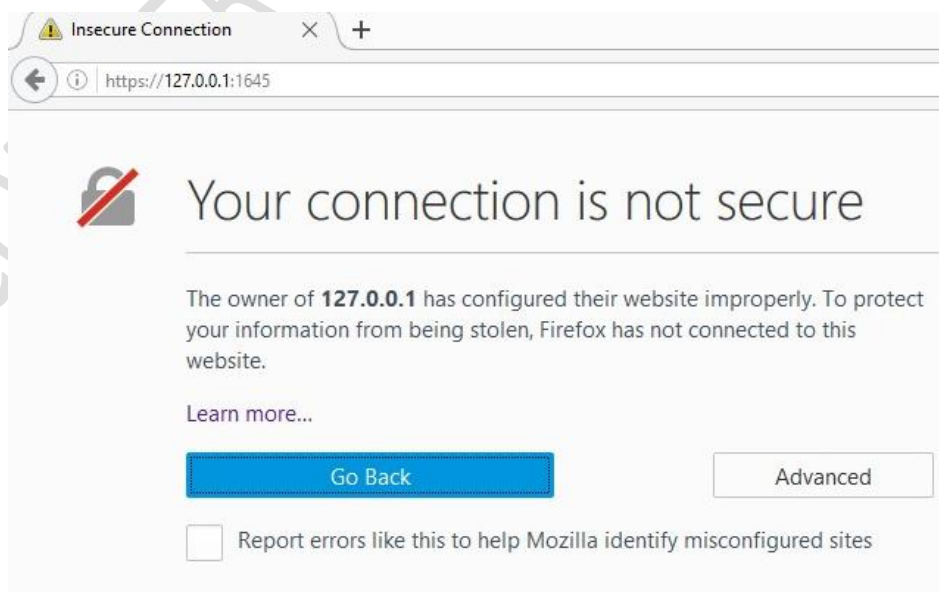 Insecure Connection
https://127.0.0.1:1645
Your connection is not secure
The owner of 127.0.0.1 has configured their website improperly. To protect
your information from being stolen, Firefox has not connected to this
website.
Learn more...
Go Back
Advanced
Report errors like this to help Mozilla identify misconfigured sites